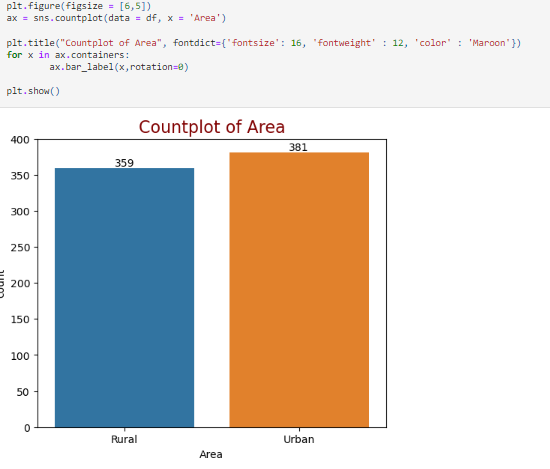 plt.figure(figsize = [6,5])
ax = sns.countplot(data = df, x = 'Area')
plt.title("Countplot of Area", fontdict={'fontsize': 16, 'fontweight' : 12, 'color' : 'Maroon'})
for x in ax.containers:
ax.bar_label(x,rotation=0)
plt.show()
Countplot of Area
400
350
300
250
200
150
100
50
0
count
359
381
Rural Urban
Area